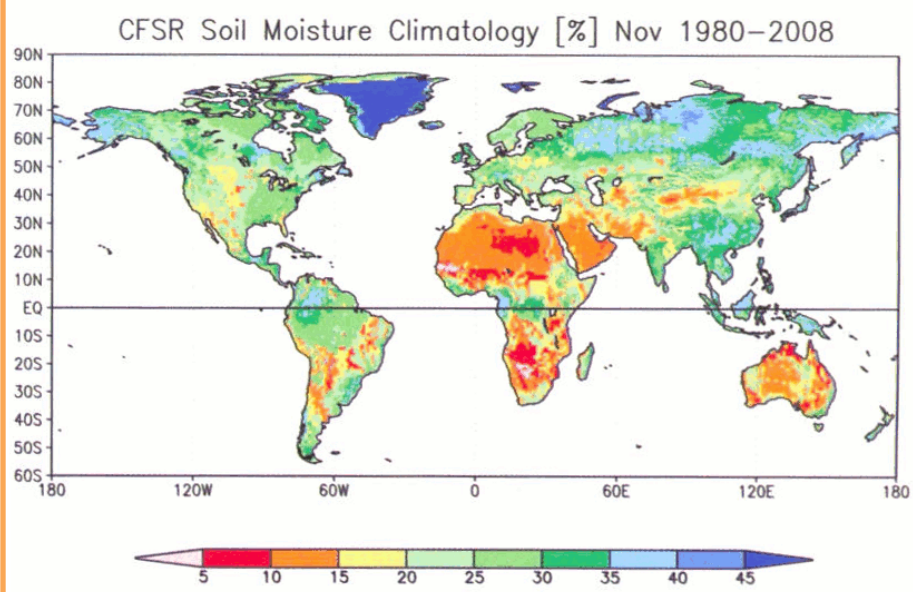 CFSR Soil Moisture Climatology [%] Nov 1980-2008
90N
80N
70N
60N
50N
40N
30N
20N
10N
EQ
10S
20S
30S
40S
50S
60S
180 120W 60W 0 60E 120E 180
5 10 15 20 25 30 35 40 45